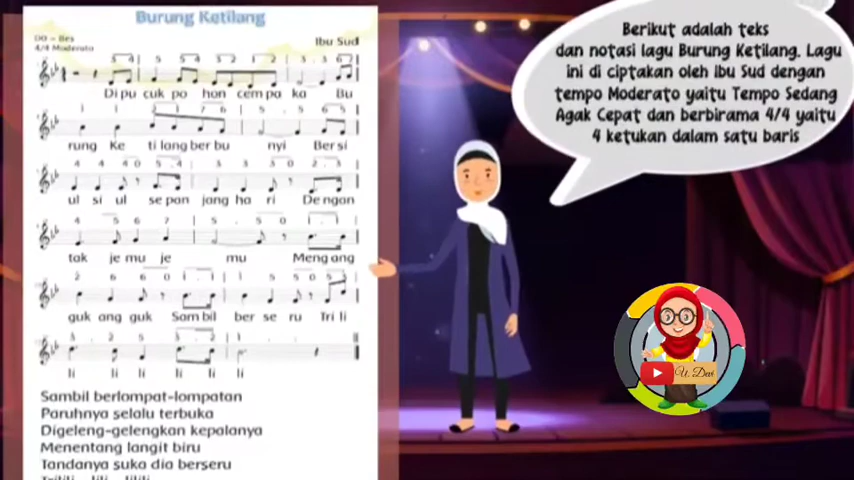 Burung Ketilang
DO = Bes
Ibu Sud
4/4 Moderato
Di pu cuk po hon cem pa ka Bu
rung Ke ti lang ber bu nyi Ber si
ul si ul se pan jang ha ri De ngan
tak je mu je mu Meng ang
guk ang guk Sam bil ber se ru Tri li
li li li li li
Sambil berlompat-lompatan
Paruhnya selalu terbuka
Digeleng-gelengkan kepalanya
Menentang langit biru
Tandanya suka dia berseru
Berikut adalah teks
dan notasi lagu Burung Ketilang. Lagu
ini di ciptakan oleh Ibu Sud dengan
tempo Moderato yaitu Tempo Sedang
Agak Cepat dan berbirama 4/4 yaitu
4 ketukan dalam satu baris
U. Dewi